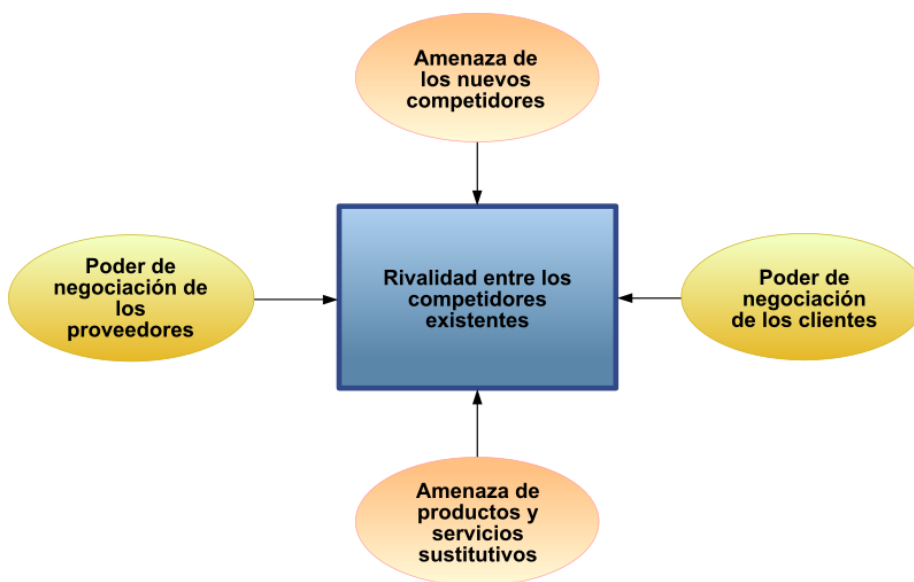 Amenaza de
los nuevos
competidores
Poder de
negociación de
los
proveedores
Rivalidad entre los
competidores
existentes
Poder de
negociación
de los clientes
Amenaza de
productos y
servicios
sustitutivos